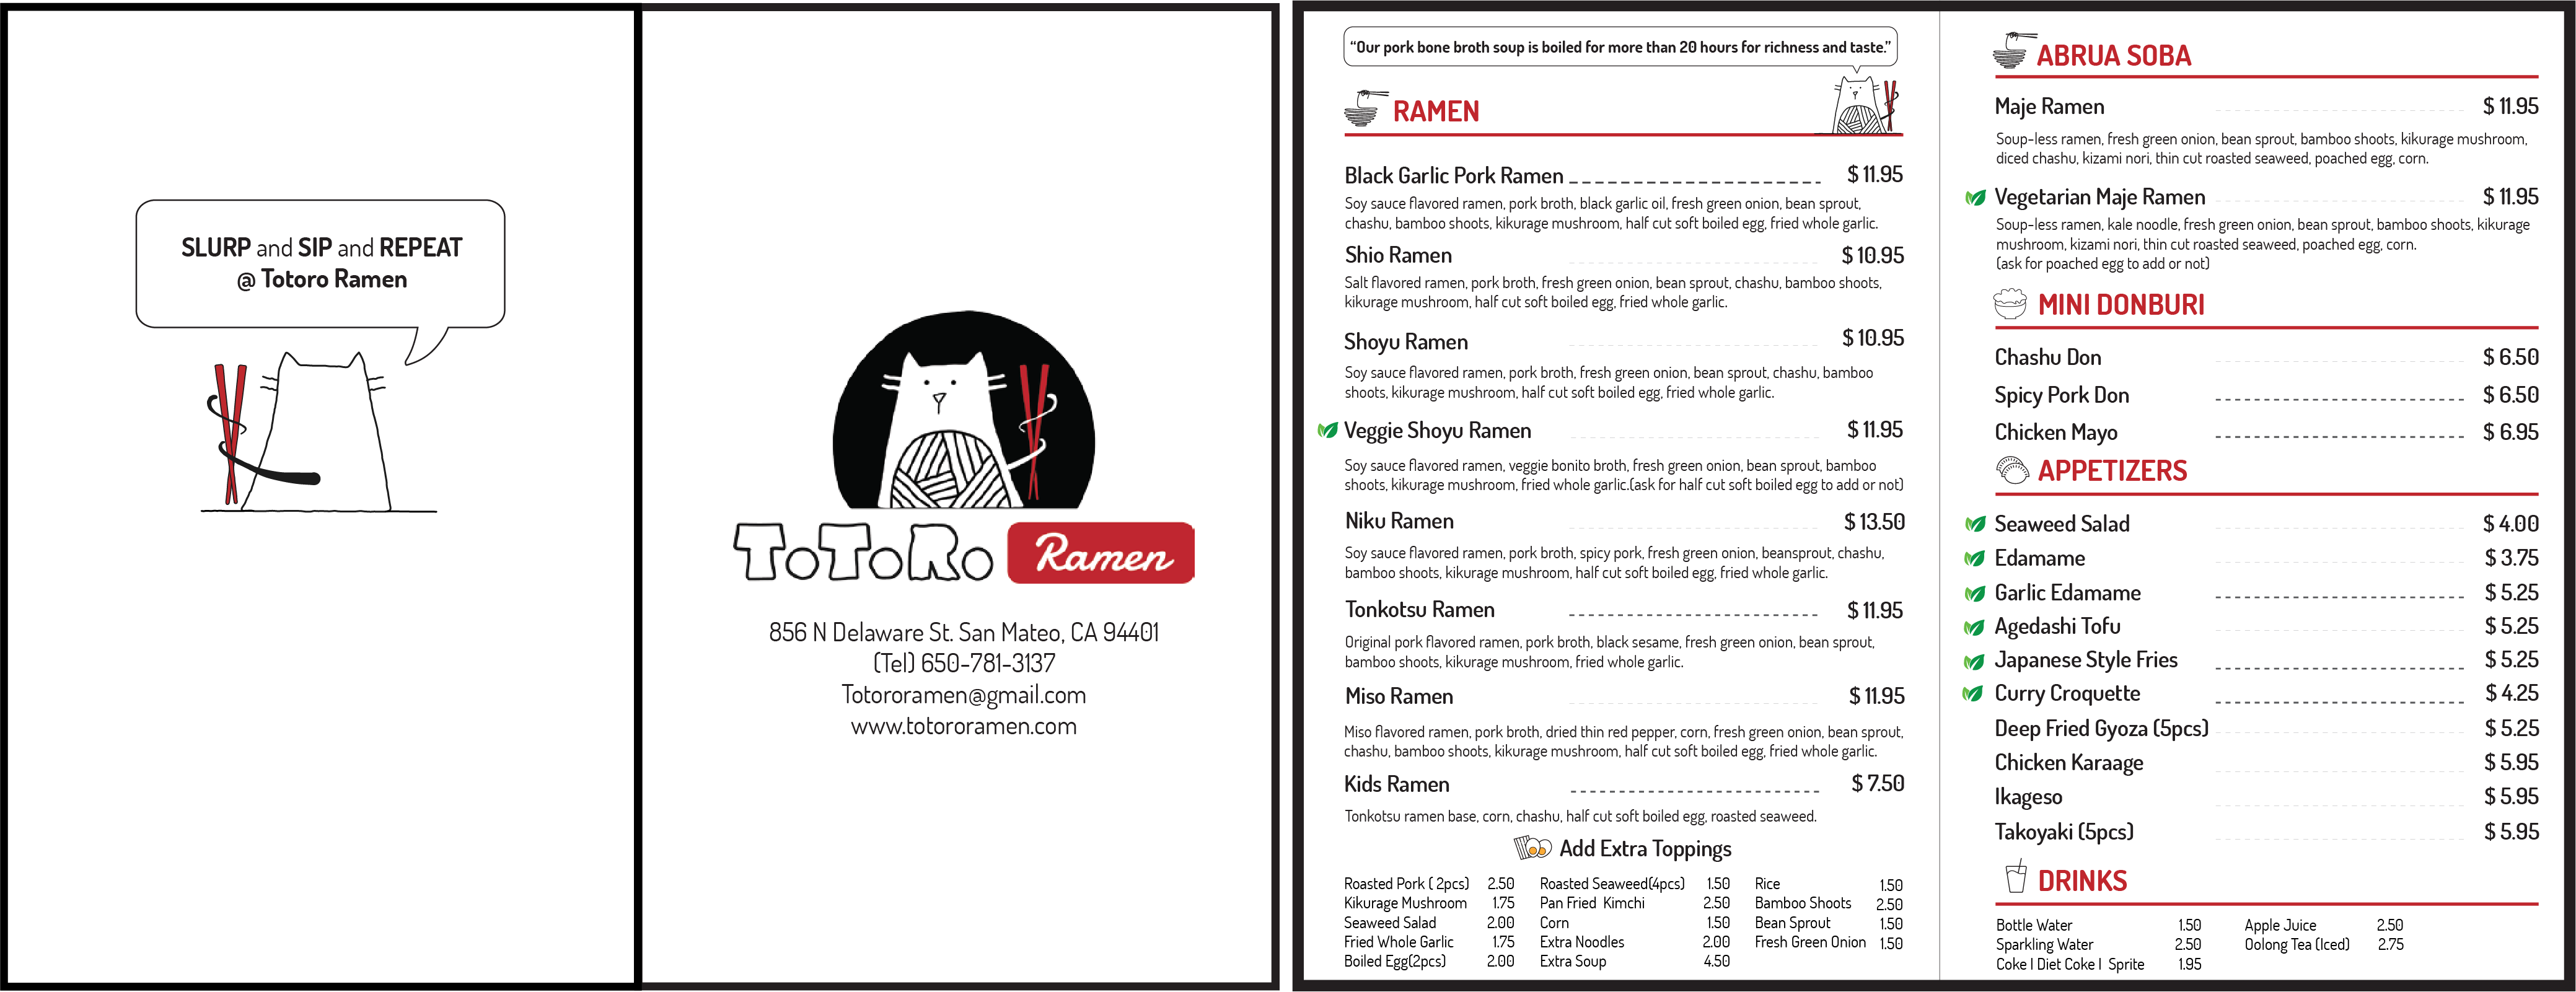 SLURP and SIP and REPEAT
@ Totoro Ramen
ToToRo Ramen
856 N Delaware St. San Mateo, CA 94401
(Tel) 650-781-3137
Totororamen@gmail.com
www.totororamen.com
“Our pork bone broth soup is boiled for more than 20 hours for richness and taste.”
RAMEN
Black Garlic Pork Ramen $ 11.95
Soy sauce flavored ramen, pork broth, black garlic oil, fresh green onion, bean sprout,
chashu, bamboo shoots, kikurage mushroom, half cut soft boiled egg, fried whole garlic.
Shio Ramen $ 10.95
Salt flavored ramen, pork broth, fresh green onion, bean sprout, chashu, bamboo shoots,
kikurage mushroom, half cut soft boiled egg, fried whole garlic.
Shoyu Ramen $ 10.95
Soy sauce flavored ramen, pork broth, fresh green onion, bean sprout, chashu, bamboo
shoots, kikurage mushroom, half cut soft boiled egg, fried whole garlic.
Veggie Shoyu Ramen $ 11.95
Soy sauce flavored ramen, veggie bonito broth, fresh green onion, bean sprout, bamboo
shoots, kikurage mushroom, fried whole garlic.(ask for half cut soft boiled egg to add or not)
Niku Ramen $ 13.50
Soy sauce flavored ramen, pork broth, spicy pork, fresh green onion, beansprout, chashu,
bamboo shoots, kikurage mushroom, half cut soft boiled egg, fried whole garlic.
Tonkotsu Ramen $ 11.95
Original pork flavored ramen, pork broth, black sesame, fresh green onion, bean sprout,
bamboo shoots, kikurage mushroom, fried whole garlic.
Miso Ramen $ 11.95
Miso flavored ramen, pork broth, dried thin red pepper, corn, fresh green onion, bean sprout,
chashu, bamboo shoots, kikurage mushroom, half cut soft boiled egg, fried whole garlic.
Kids Ramen $ 7.50
Tonkotsu ramen base, corn, chashu, half cut soft boiled egg, roasted seaweed.
Add Extra Toppings
Roasted Pork ( 2pcs) 2.50 Roasted Seaweed(4pcs) 1.50 Rice 1.50
Kikurage Mushroom 1.75 Pan Fried Kimchi 2.50 Bamboo Shoots 2.50
Seaweed Salad 2.00 Corn 1.50 Bean Sprout 1.50
Fried Whole Garlic 1.75 Extra Noodles 2.00 Fresh Green Onion 1.50
Boiled Egg(2pcs) 2.00 Extra Soup 4.50
ABRUA SOBA
Maje Ramen $ 11.95
Soup-less ramen, fresh green onion, bean sprout, bamboo shoots, kikurage mushroom,
diced chashu, kizami nori, thin cut roasted seaweed, poached egg, corn.
Vegetarian Maje Ramen $ 11.95
Soup-less ramen, kale noodle, fresh green onion, bean sprout, bamboo shoots, kikurage
mushroom, kizami nori, thin cut roasted seaweed, poached egg, corn.
(ask for poached egg to add or not)
MINI DONBURI
Chashu Don $ 6.50
Spicy Pork Don $ 6.50
Chicken Mayo $ 6.95
APPETIZERS
Seaweed Salad $ 4.00
Edamame $ 3.75
Garlic Edamame $ 5.25
Agedashi Tofu $ 5.25
Japanese Style Fries $ 5.25
Curry Croquette $ 4.25
Deep Fried Gyoza (5pcs) $ 5.25
Chicken Karaage $ 5.95
Ikageso $ 5.95
Takoyaki (5pcs) $ 5.95
DRINKS
Bottle Water 1.50 Apple Juice 2.50
Sparkling Water 2.50 Oolong Tea (Iced) 2.75
Coke | Diet Coke | Sprite 1.95